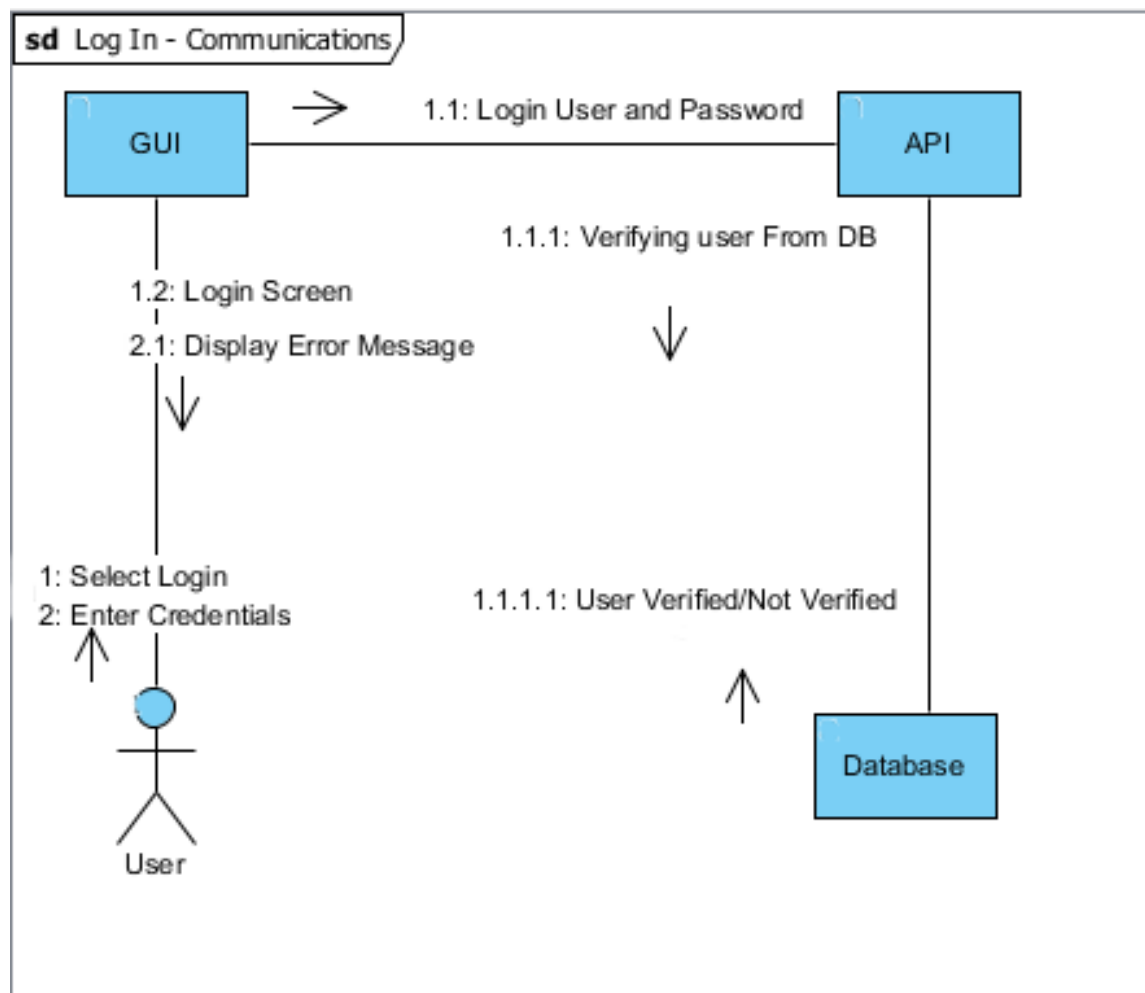 sd Log In - Communications
1.1: Login User and Password
GUI
API
1.1.1: Verifying user From DB
1.2: Login Screen
2.1: Display Error Message
1: Select Login
2: Enter Credentials
1.1.1.1: User Verified/Not Verified
Database
User